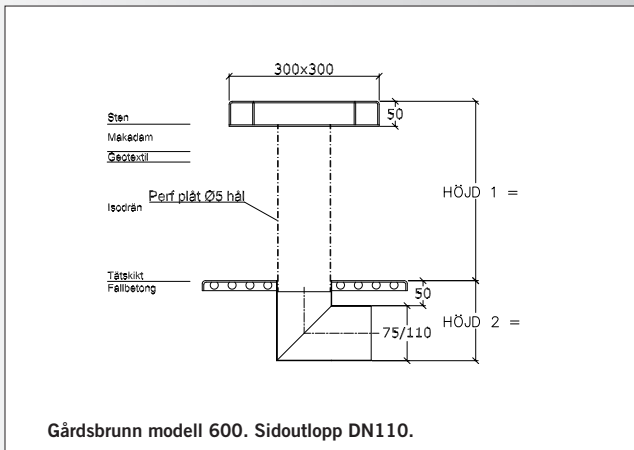 300x300
50
Sten
Makadam
Geotextil
HÖJD 1 =
Perf plåt Ø5 hål
Isodrän
Tätskikt
Fallbetong
50
HÖJD 2 =
75/110
Gårdsbrunn modell 600. Sidoutlopp DN110.